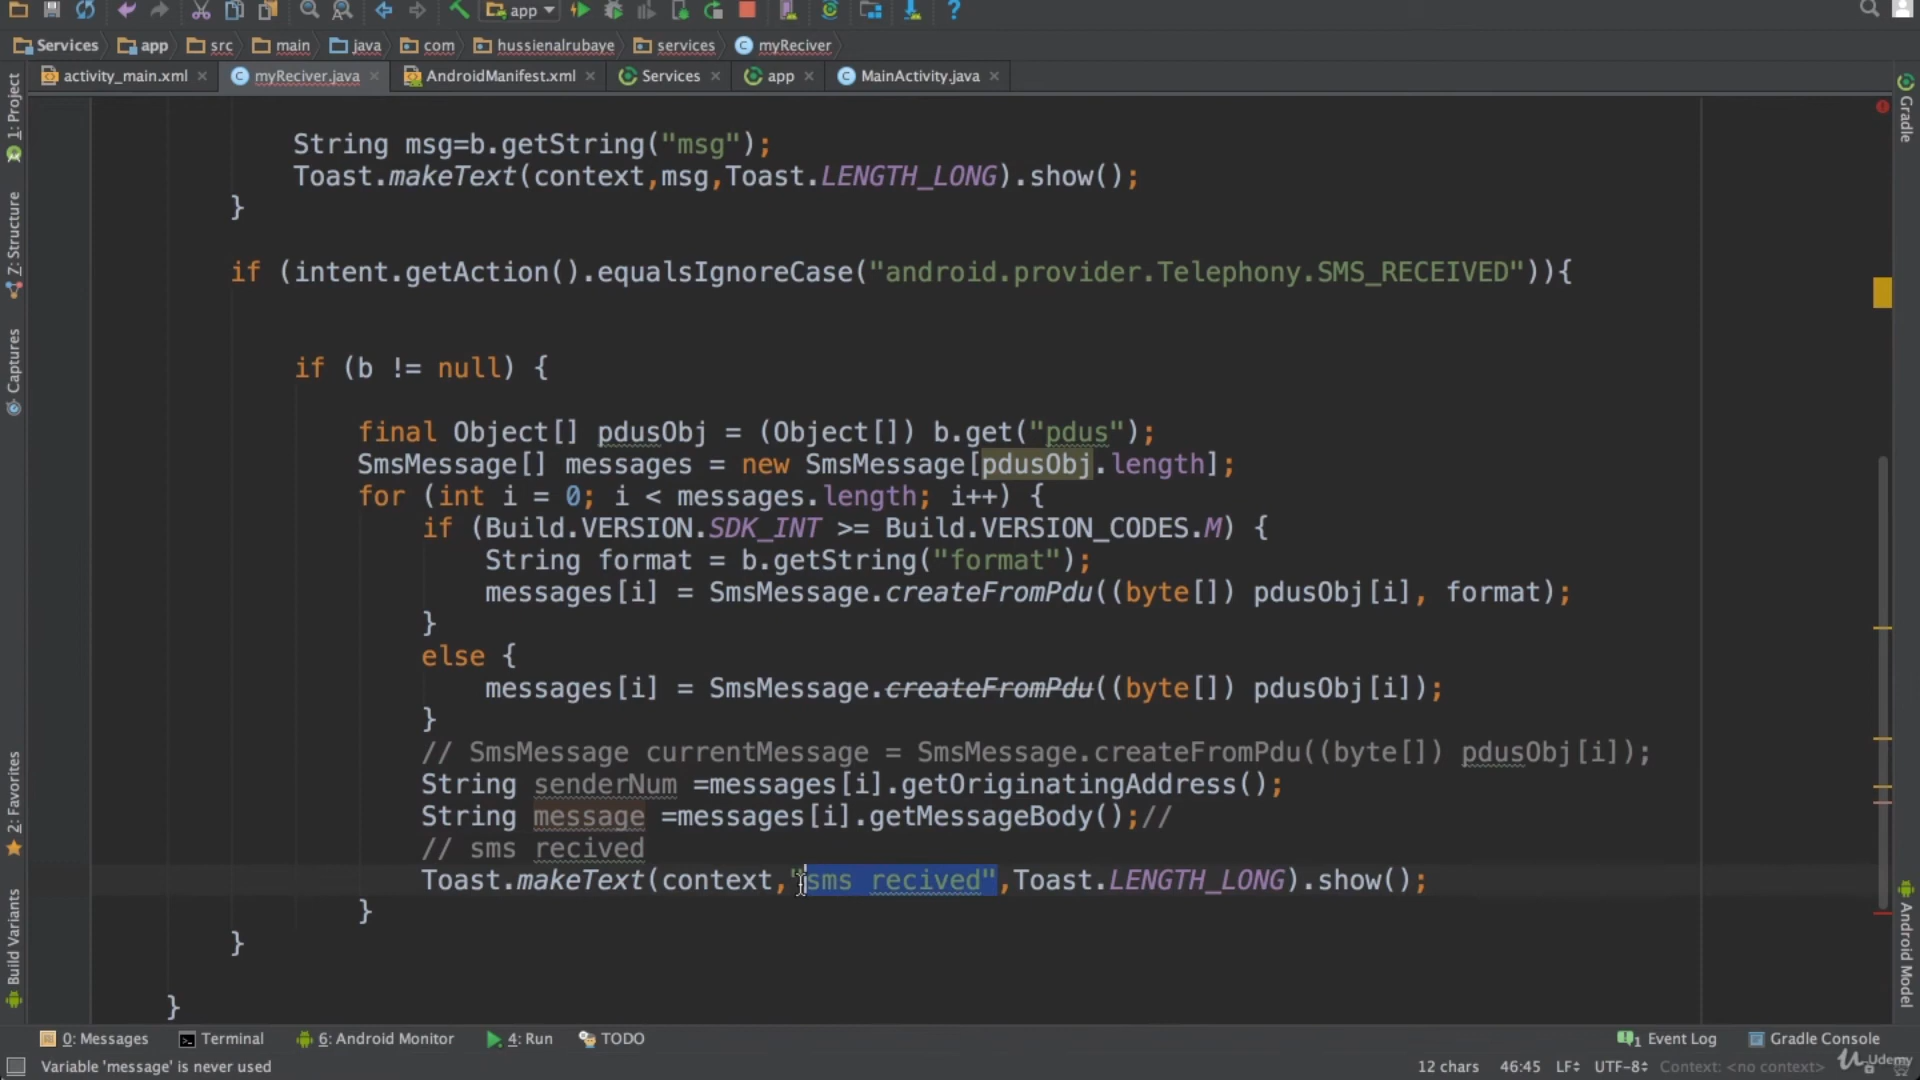 app
Services app src main java com hussienalrubaye services myReciver
activity_main.xml myReciver.java AndroidManifest.xml Services app MainActivity.java
1: Project
7: Structure
Captures
2: Favorites
Build Variants
Gradle
Android Model
String msg=b.getString("msg");
Toast.makeText(context,msg,Toast.LENGTH_LONG).show();
}
if (intent.getAction().equalsIgnoreCase("android.provider.Telephony.SMS_RECEIVED")){
if (b != null) {
final Object[] pdusObj = (Object[]) b.get("pdus");
SmsMessage[] messages = new SmsMessage[pdusObj.length];
for (int i = 0; i < messages.length; i++) {
if (Build.VERSION.SDK_INT >= Build.VERSION_CODES.M) {
String format = b.getString("format");
messages[i] = SmsMessage.createFromPdu((byte[]) pdusObj[i], format);
}
else {
messages[i] = SmsMessage.createFromPdu((byte[]) pdusObj[i]);
}
// SmsMessage currentMessage = SmsMessage.createFromPdu((byte[]) pdusObj[i]);
String senderNum =messages[i].getOriginatingAddress();
String message =messages[i].getMessageBody();//
// sms recived
Toast.makeText(context,"sms recived",Toast.LENGTH_LONG).show();
}
}
}
0: Messages Terminal 6: Android Monitor 4: Run TODO 1 Event Log Gradle Console
Variable 'message' is never used 12 chars 46:45 LF÷ UTF-8÷ Context: <no context>
Udemy